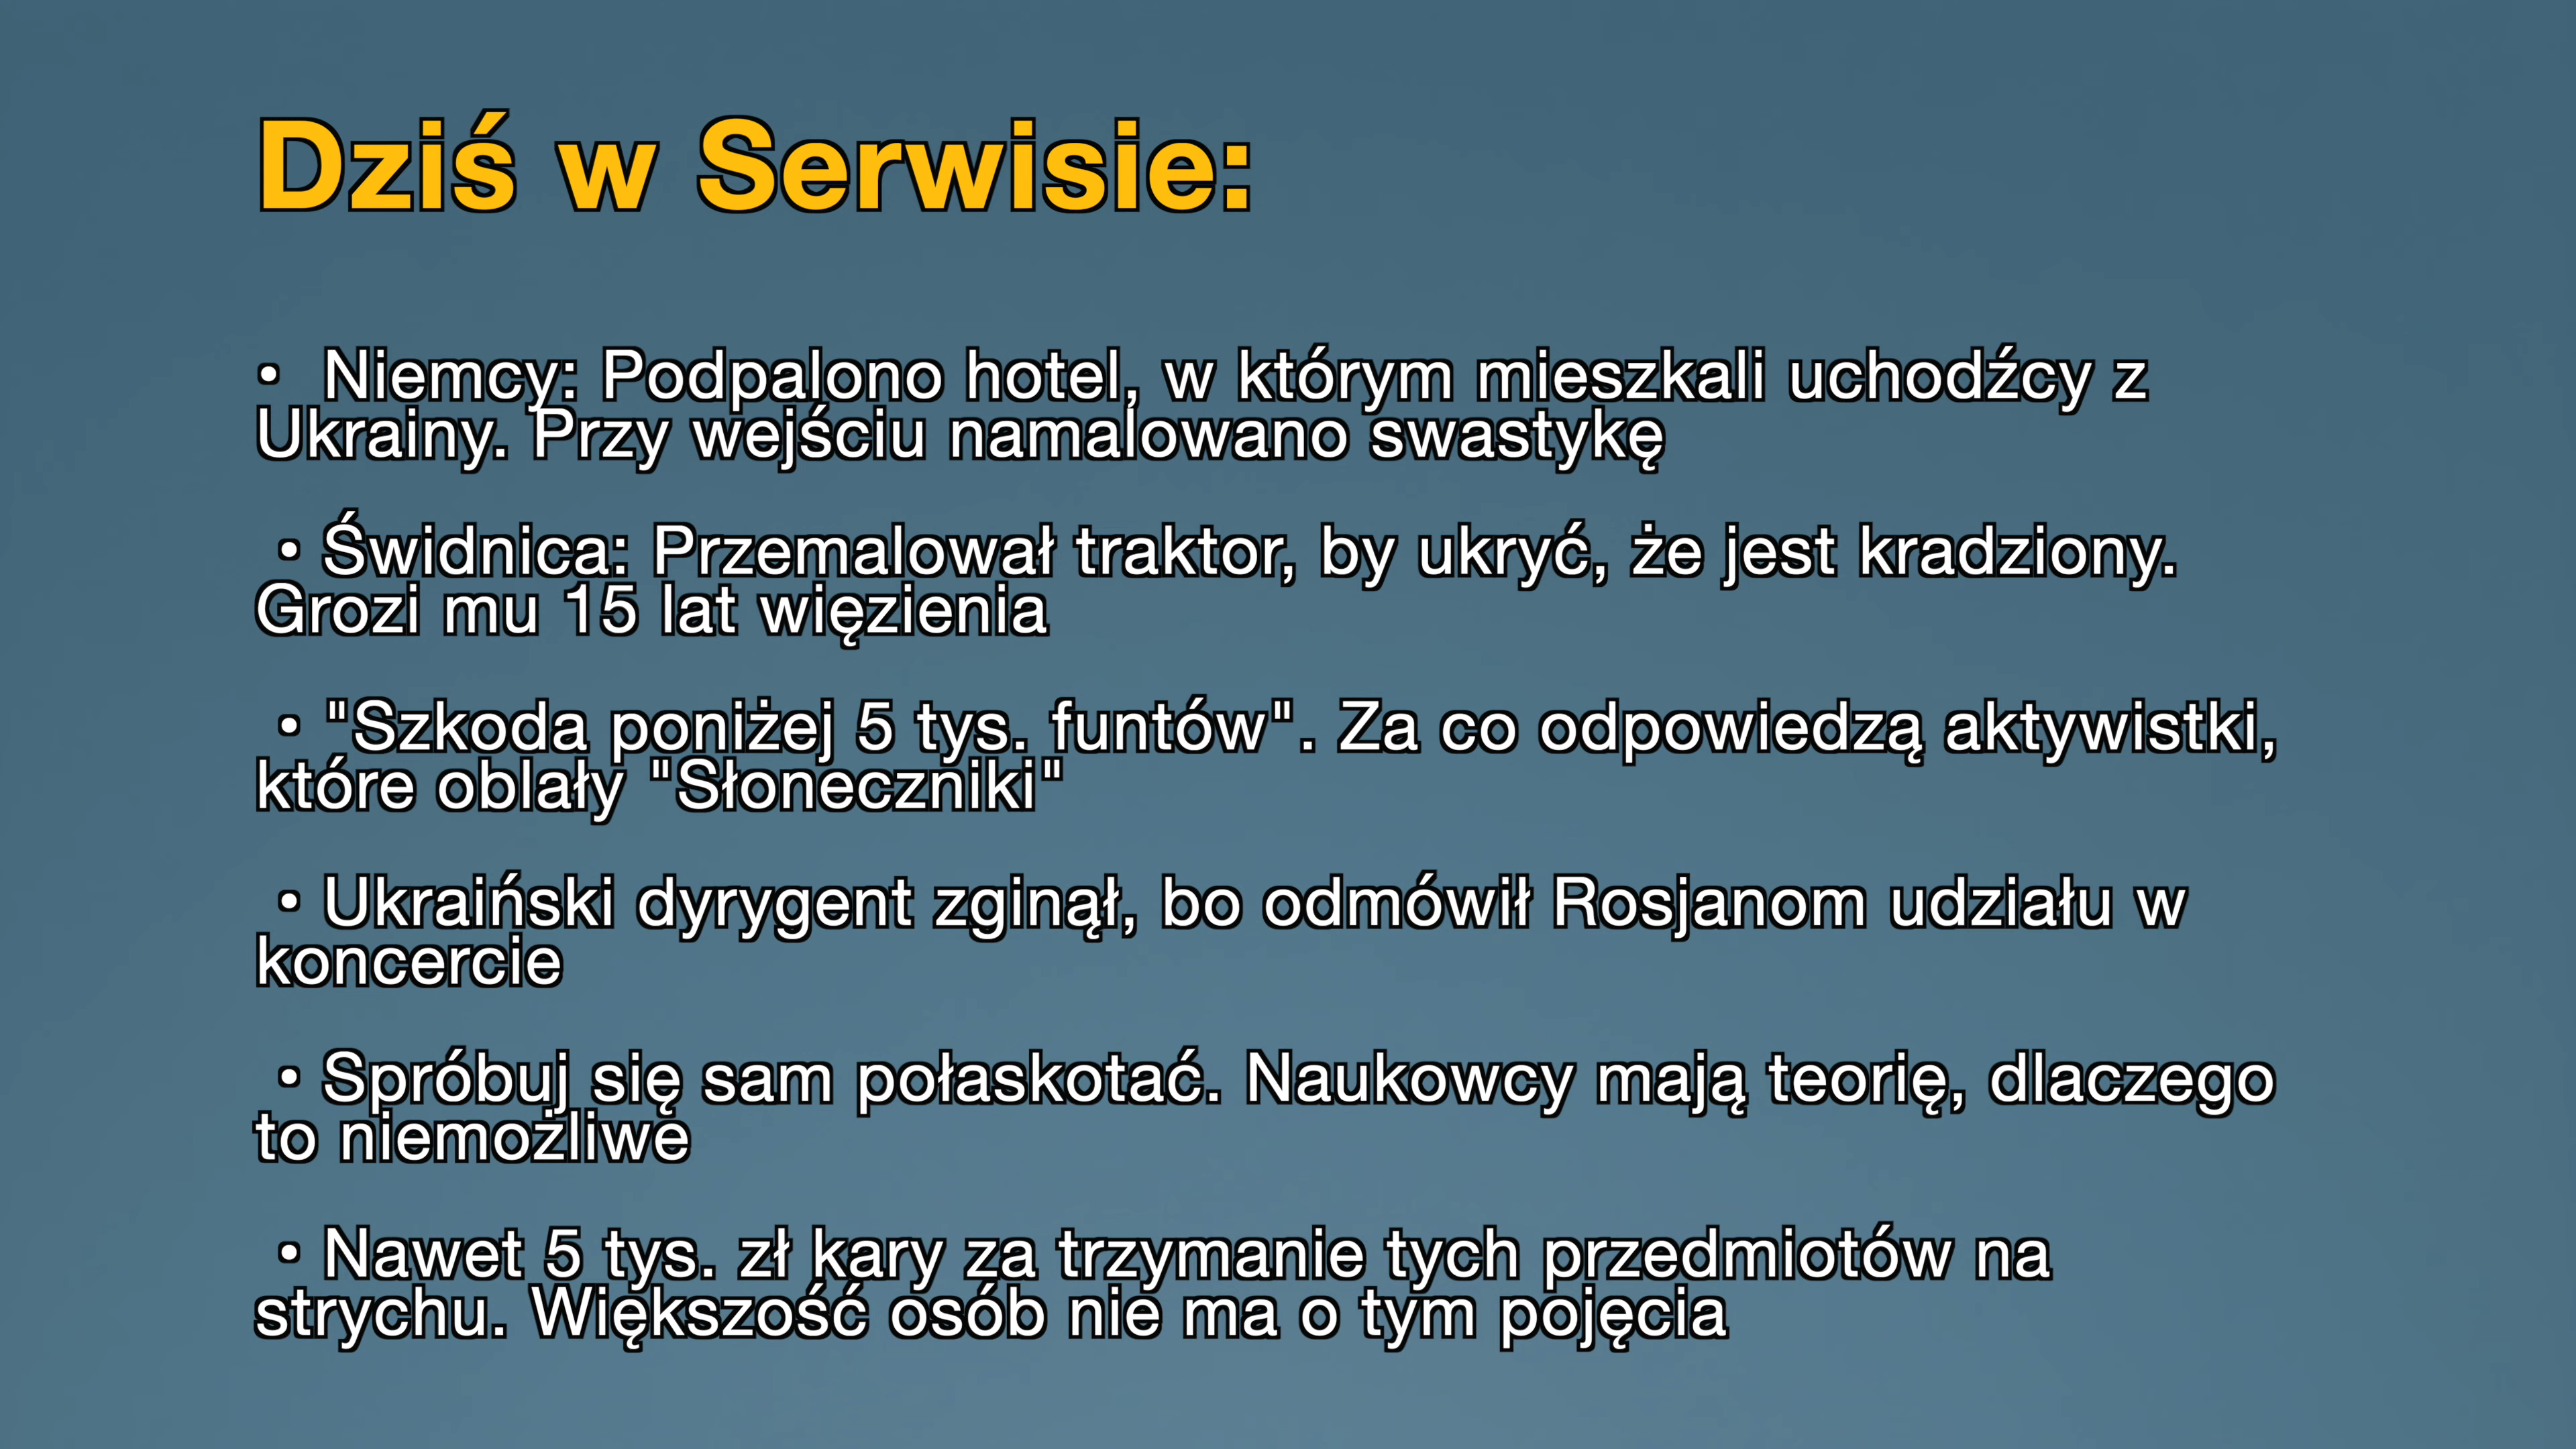 Dziś w Serwisie:
• Niemcy: Podpalono hotel, w którym mieszkali uchodźcy z
Ukrainy. Przy wejściu namalowano swastykę
• Świdnica: Przemalował traktor, by ukryć, że jest kradziony.
Grozi mu 15 lat więzienia
• "Szkoda poniżej 5 tys. funtów". Za co odpowiedzą aktywistki,
które oblały "Słoneczniki"
• Ukraiński dyrygent zginął, bo odmówił Rosjanom udziału w
koncercie
• Spróbuj się sam połaskotać. Naukowcy mają teorię, dlaczego
to niemożliwe
• Nawet 5 tys. zł kary za trzymanie tych przedmiotów na
strychu. Większość osób nie ma o tym pojęcia